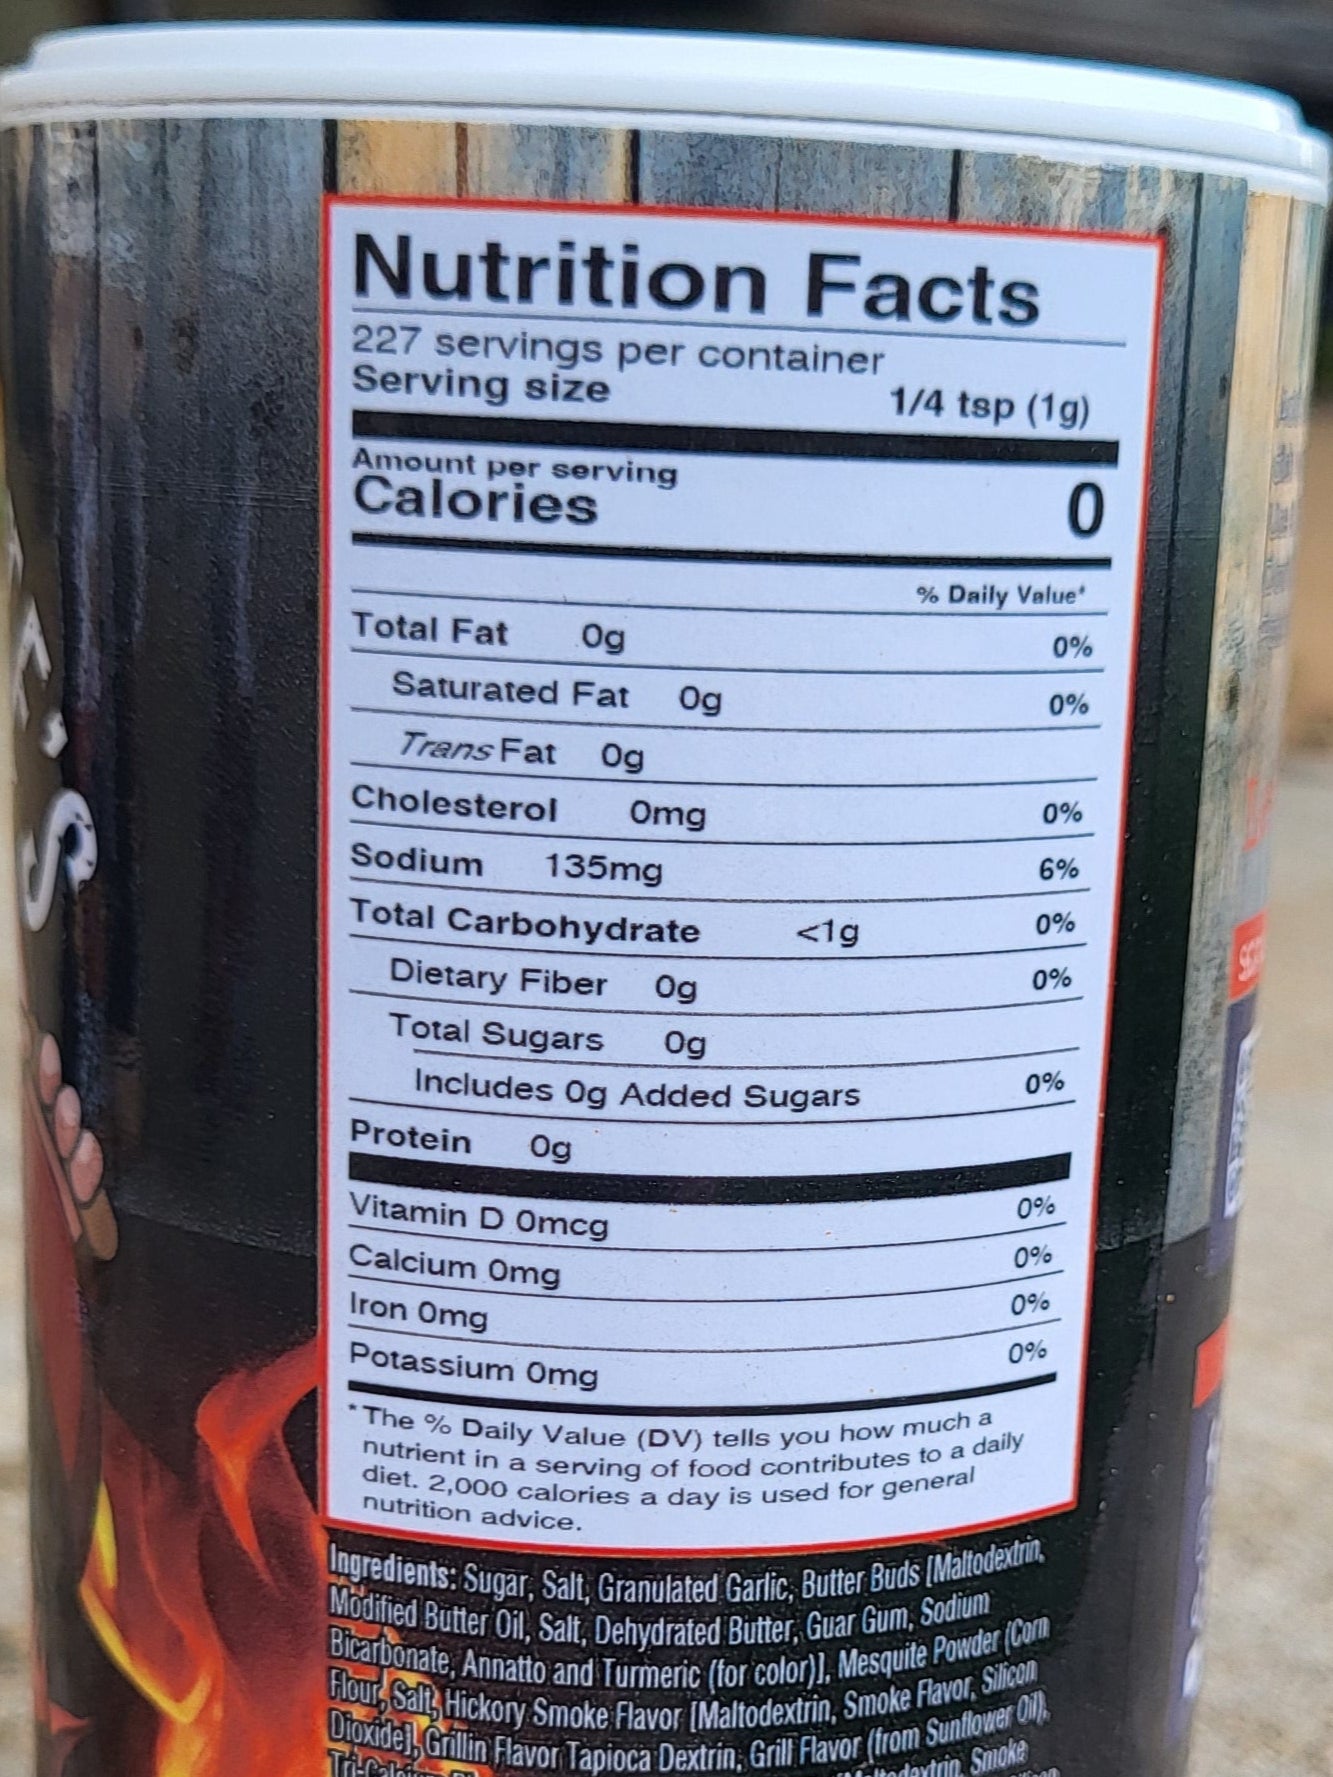 Nutrition Facts
227 servings per container
Serving size 1/4 tsp (1g)
Amount per serving
Calories 0
% Daily Value*
Total Fat 0g 0%
Saturated Fat 0g 0%
Trans Fat 0g
Cholesterol 0mg 0%
Sodium 135mg 6%
Total Carbohydrate <1g 0%
Dietary Fiber 0g 0%
Total Sugars 0g
Includes 0g Added Sugars 0%
Protein 0g
Vitamin D 0mcg 0%
Calcium 0mg 0%
Iron 0mg 0%
Potassium 0mg 0%
*The % Daily Value (DV) tells you how much a
nutrient in a serving of food contributes to a daily
diet. 2,000 calories a day is used for general
nutrition advice.
Ingredients: Sugar, Salt, Granulated Garlic, Butter Buds [Maltodextrin,
Modified Butter Oil, Salt, Dehydrated Butter, Guar Gum, Sodium
Bicarbonate, Annatto and Turmeric (for color)], Mesquite Powder (Corn
Flour, Salt, Hickory Smoke Flavor [Maltodextrin, Smoke Flavor, Silicon
Dioxide], Grillin Flavor Tapioca Dextrin, Grill Flavor (from Sunflower Oil),
Smoke
E'S